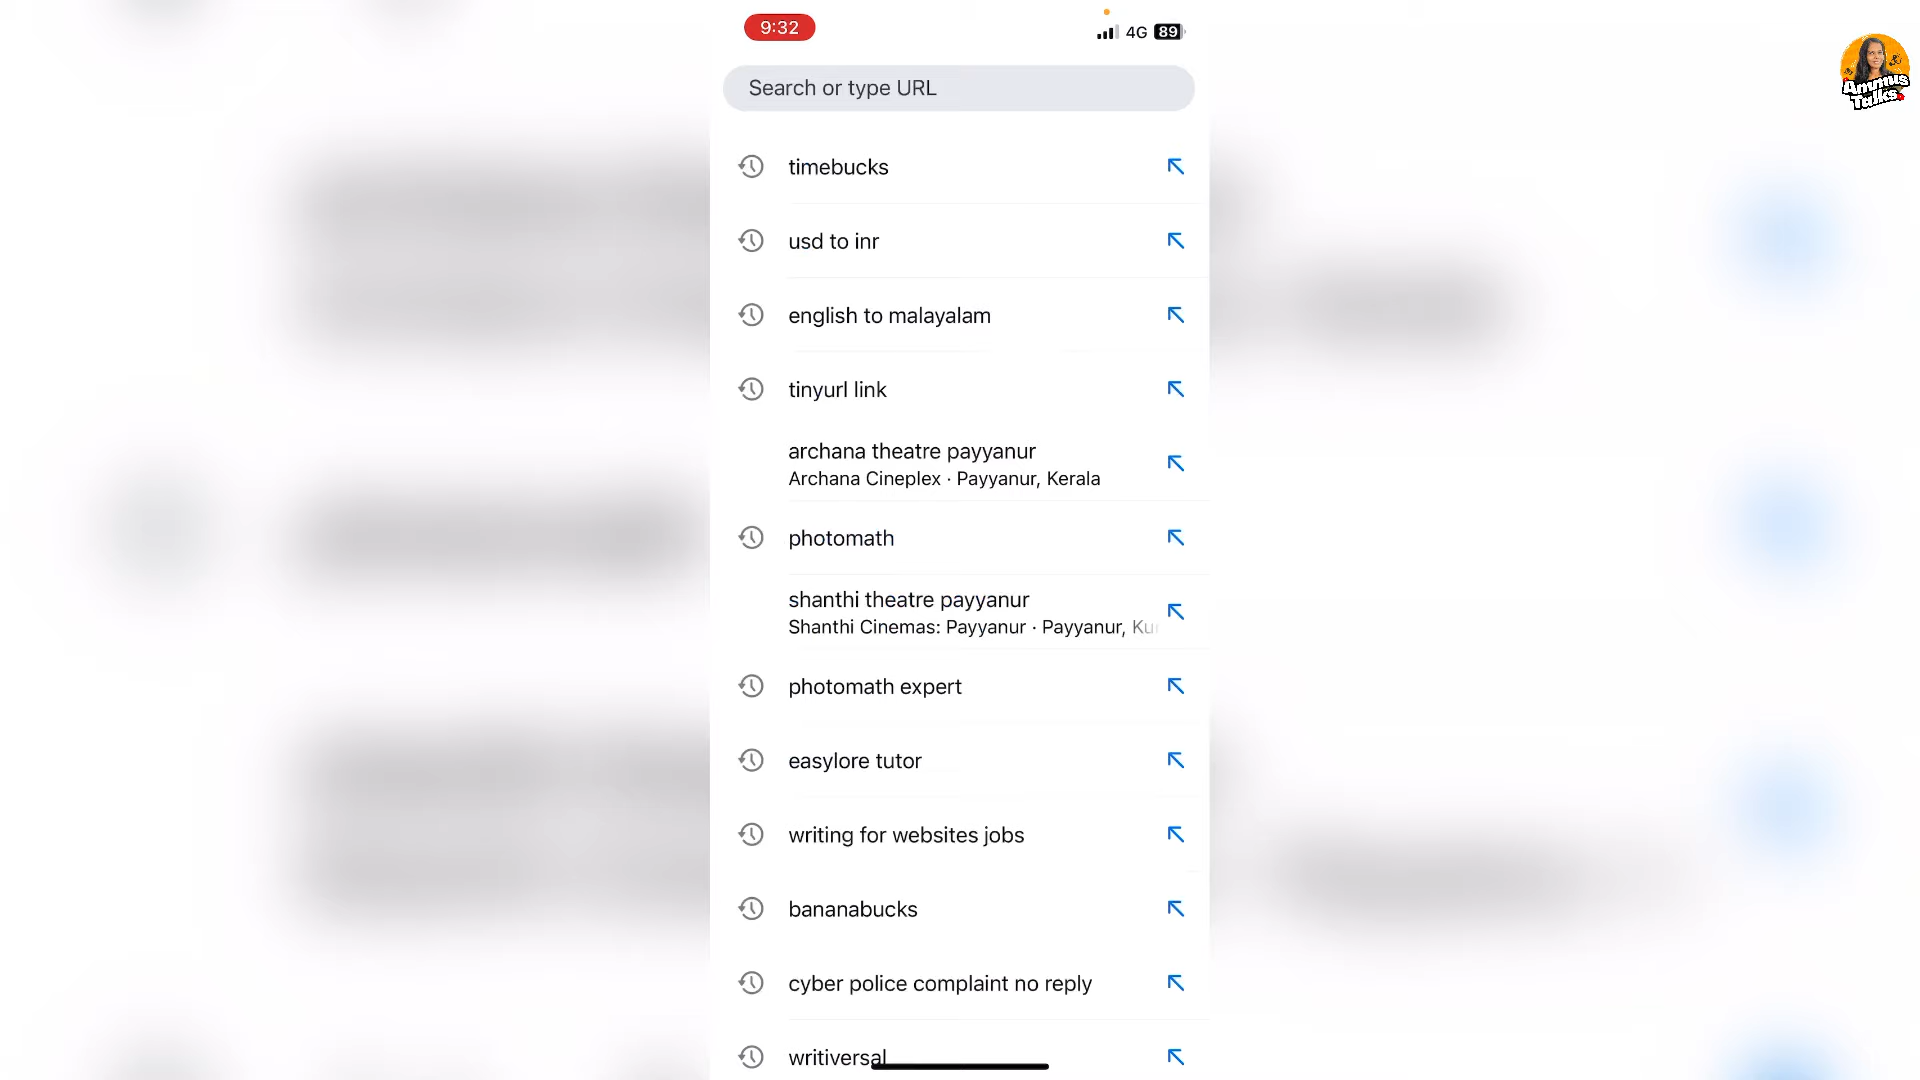 9:32
4G 89
Ammus
Talks
Search or type URL
timebucks
usd to inr
english to malayalam
tinyurl link
archana theatre payyanur
Archana Cineplex · Payyanur, Kerala
photomath
shanthi theatre payyanur
Shanthi Cinemas: Payyanur · Payyanur, Ku
photomath expert
easylore tutor
writing for websites jobs
bananabucks
cyber police complaint no reply
writiversal